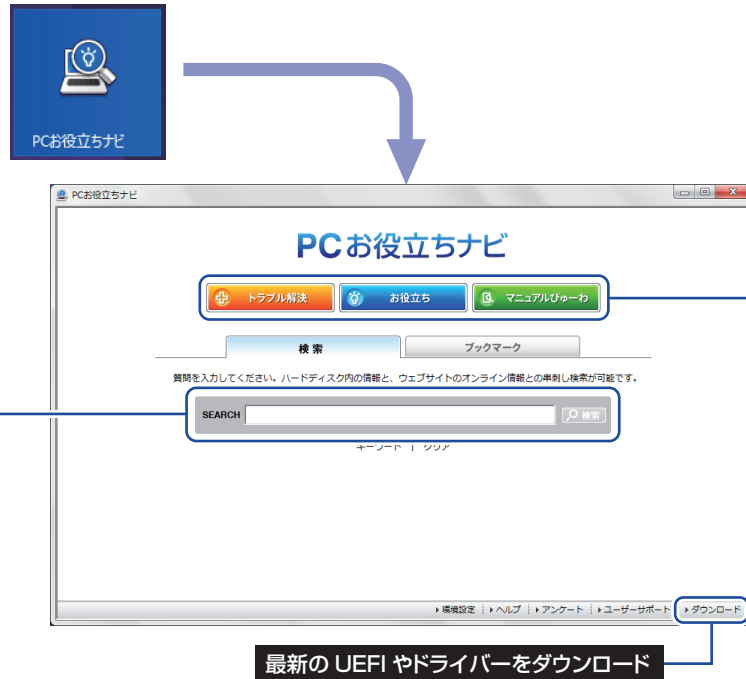 PCお役立ちナビ
PCお役立ちナビ
PCお役立ちナビ
トラブル解決 お役立ち マニュアルびゅーわ
検 索 ブックマーク
質問を入力してください。ハードディスク内の情報と、ウェブサイトのオンライン情報との串刺し検索が可能です。
SEARCH 検索
キーワード | クリア
環境設定 ヘルプ アンケート ユーザーサポート ダウンロード
最新の UEFI やドライバーをダウンロード